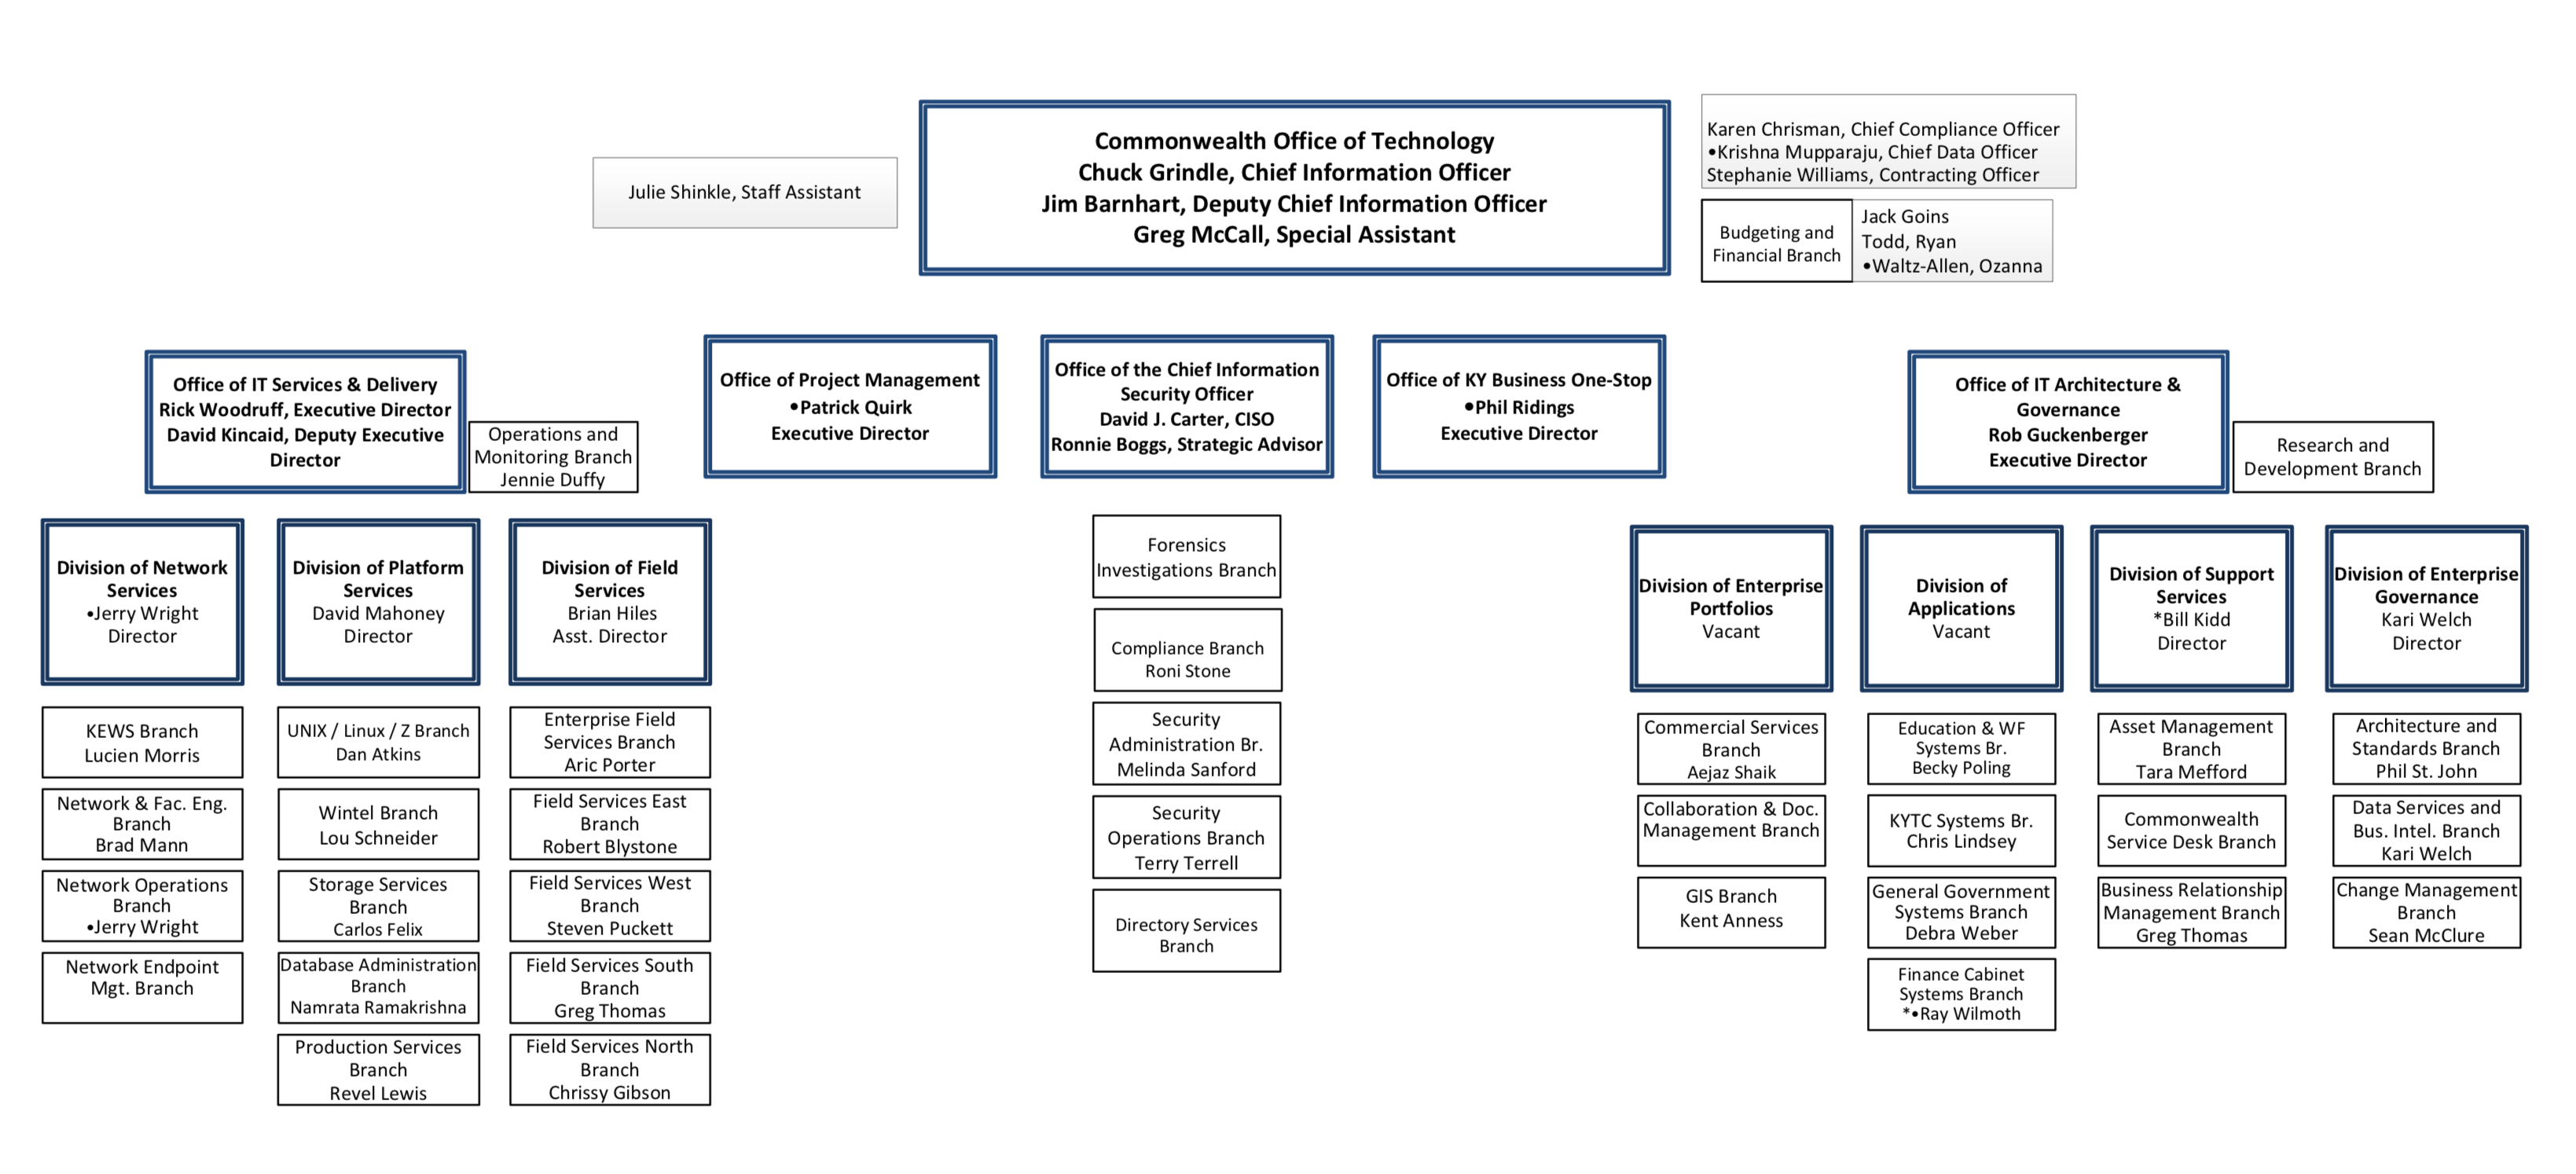 Commonwealth Office of Technology
Chuck Grindle, Chief Information Officer
Jim Barnhart, Deputy Chief Information Officer
Greg McCall, Special Assistant
Julie Shinkle, Staff Assistant
Karen Chrisman, Chief Compliance Officer
•Krishna Mupparaju, Chief Data Officer
Stephanie Williams, Contracting Officer
Budgeting and
Financial Branch
Jack Goins
Todd, Ryan
•Waltz-Allen, Ozanna
Office of IT Services & Delivery
Rick Woodruff, Executive Director
David Kincaid, Deputy Executive
Director
Operations and
Monitoring Branch
Jennie Duffy
Office of Project Management
•Patrick Quirk
Executive Director
Office of the Chief Information
Security Officer
David J. Carter, CISO
Ronnie Boggs, Strategic Advisor
Office of KY Business One-Stop
•Phil Ridings
Executive Director
Office of IT Architecture &
Governance
Rob Guckenberger
Executive Director
Research and
Development Branch
Division of Network
Services
•Jerry Wright
Director
KEWS Branch
Lucien Morris
Network & Fac. Eng.
Branch
Brad Mann
Network Operations
Branch
•Jerry Wright
Network Endpoint
Mgt. Branch
Division of Platform
Services
David Mahoney
Director
UNIX / Linux / Z Branch
Dan Atkins
Wintel Branch
Lou Schneider
Storage Services
Branch
Carlos Felix
Database Administration
Branch
Namrata Ramakrishna
Production Services
Branch
Revel Lewis
Division of Field
Services
Brian Hiles
Asst. Director
Enterprise Field
Services Branch
Aric Porter
Field Services East
Branch
Robert Blystone
Field Services West
Branch
Steven Puckett
Field Services South
Branch
Greg Thomas
Field Services North
Branch
Chrissy Gibson
Forensics
Investigations Branch
Compliance Branch
Roni Stone
Security
Administration Br.
Melinda Sanford
Security
Operations Branch
Terry Terrell
Directory Services
Branch
Division of Enterprise
Portfolios
Vacant
Commercial Services
Branch
Aejaz Shaik
Collaboration & Doc.
Management Branch
GIS Branch
Kent Anness
Division of
Applications
Vacant
Education & WF
Systems Br.
Becky Poling
KYTC Systems Br.
Chris Lindsey
General Government
Systems Branch
Debra Weber
Finance Cabinet
Systems Branch
*•Ray Wilmoth
Division of Support
Services
*Bill Kidd
Director
Asset Management
Branch
Tara Mefford
Commonwealth
Service Desk Branch
Business Relationship
Management Branch
Greg Thomas
Division of Enterprise
Governance
Kari Welch
Director
Architecture and
Standards Branch
Phil St. John
Data Services and
Bus. Intel. Branch
Kari Welch
Change Management
Branch
Sean McClure